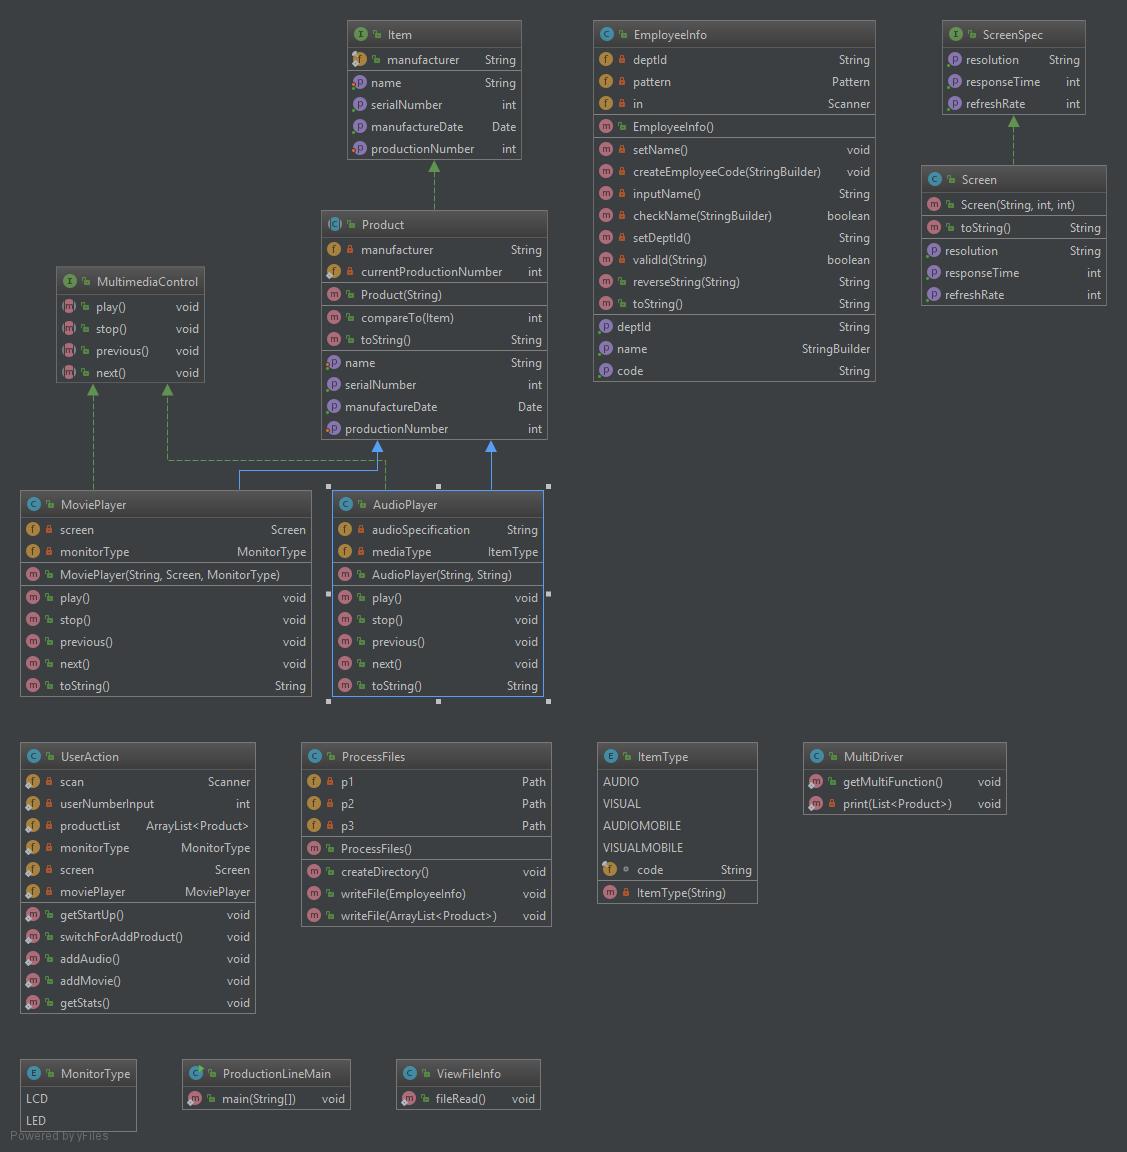 Item
manufacturer String
name String
serialNumber int
manufactureDate Date
productionNumber int
EmployeeInfo
deptId String
pattern Pattern
in Scanner
EmployeeInfo()
setName() void
createEmployeeCode(StringBuilder) void
inputName() String
checkName(StringBuilder) boolean
setDeptId() String
validId(String) boolean
reverseString(String) String
toString() String
deptId String
name StringBuilder
code String
ScreenSpec
resolution String
responseTime int
refreshRate int
Screen
Screen(String, int, int)
toString() String
resolution String
responseTime int
refreshRate int
Product
manufacturer String
currentProductionNumber int
Product(String)
compareTo(Item) int
toString() String
name String
serialNumber int
manufactureDate Date
productionNumber int
MultimediaControl
play() void
stop() void
previous() void
next() void
MoviePlayer
screen Screen
monitorType MonitorType
MoviePlayer(String, Screen, MonitorType)
play() void
stop() void
previous() void
next() void
toString() String
AudioPlayer
audioSpecification String
mediaType ItemType
AudioPlayer(String, String)
play() void
stop() void
previous() void
next() void
toString() String
UserAction
scan Scanner
userNumberInput int
productList ArrayList<Product>
monitorType MonitorType
screen Screen
moviePlayer MoviePlayer
getStartUp() void
switchForAddProduct() void
addAudio() void
addMovie() void
getStats() void
ProcessFiles
p1 Path
p2 Path
p3 Path
ProcessFiles()
createDirectory() void
writeFile(EmployeeInfo) void
writeFile(ArrayList<Product>) void
ItemType
AUDIO
VISUAL
AUDIOMOBILE
VISUALMOBILE
code String
ItemType(String)
MultiDriver
getMultiFunction() void
print(List<Product>) void
MonitorType
LCD
LED
ProductionLineMain
main(String[]) void
ViewFileInfo
fileRead() void
Powered by yFiles